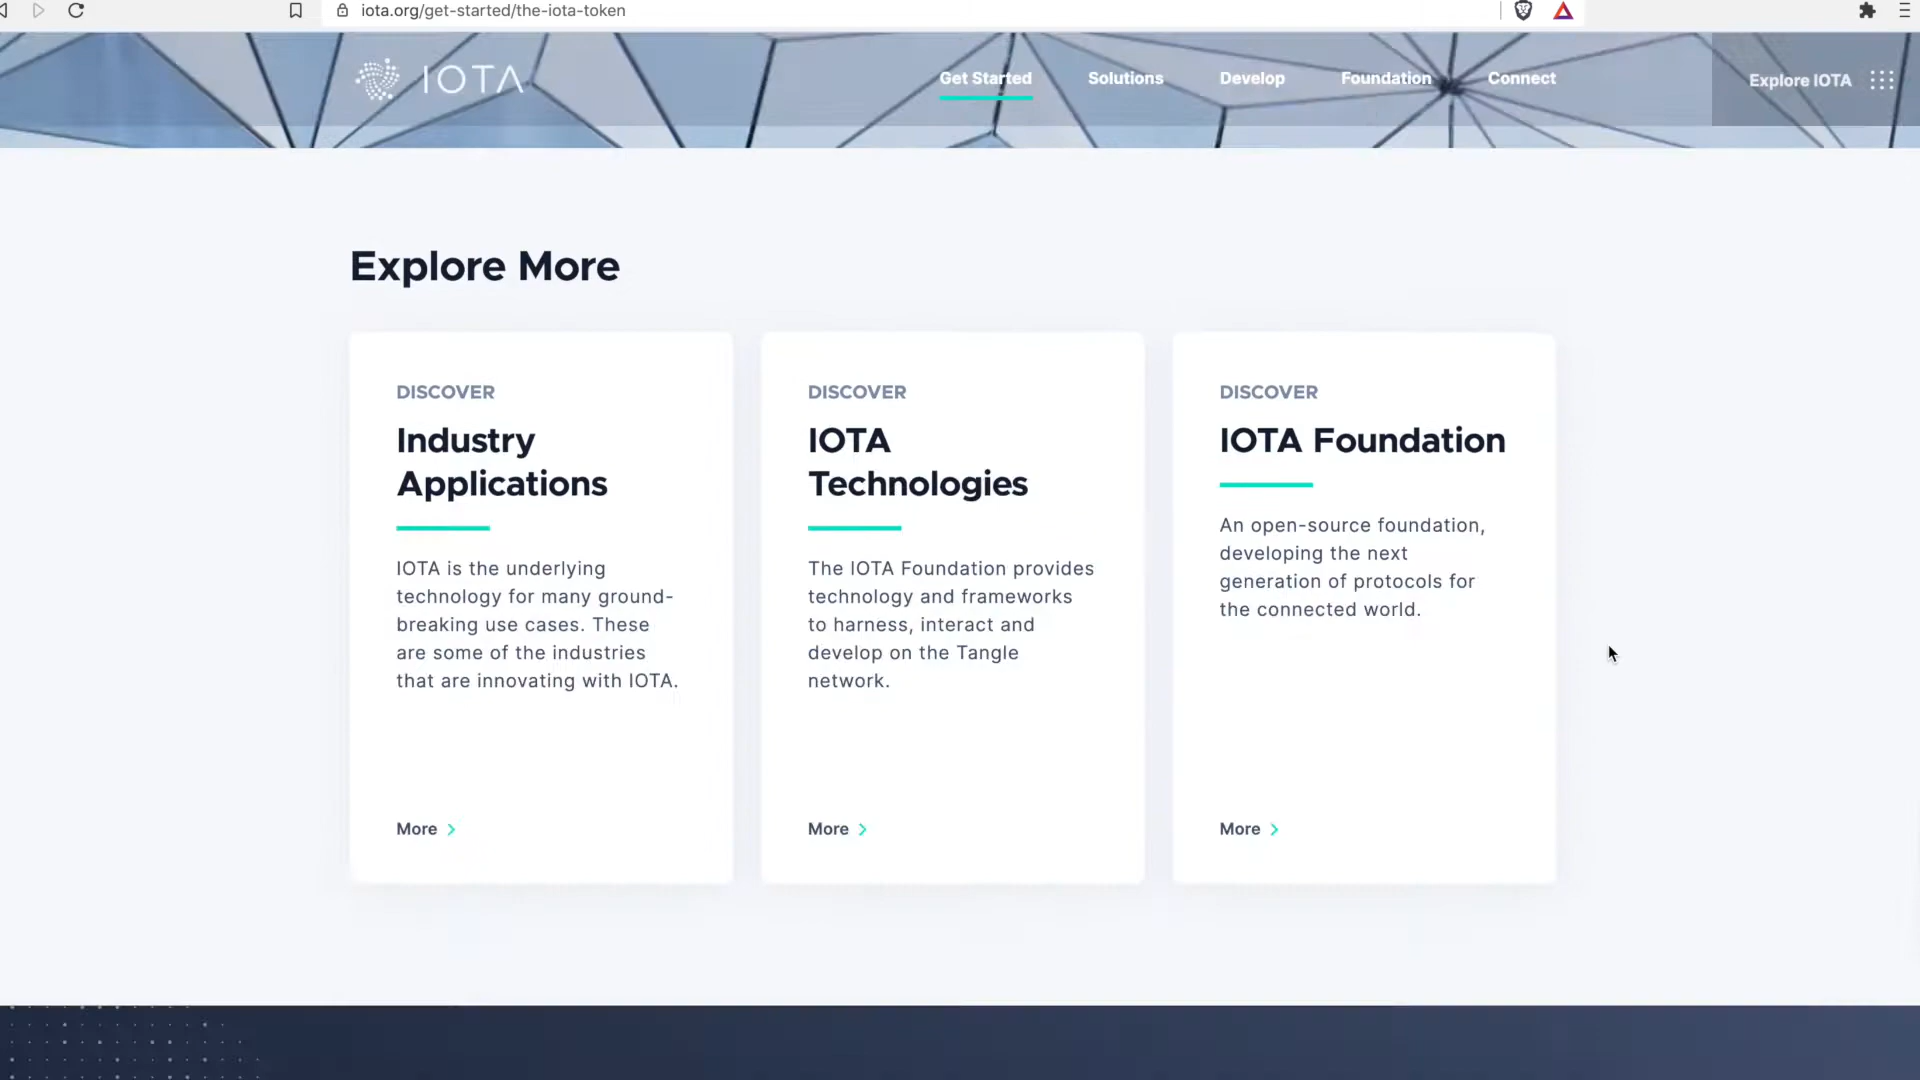 iota.org/get-started/the-iota-token
IOTA
Get Started
Solutions
Develop
Foundation
Connect
Explore IOTA
Explore More
DISCOVER
Industry
Applications
IOTA is the underlying
technology for many ground-
breaking use cases. These
are some of the industries
that are innovating with IOTA.
More
DISCOVER
IOTA
Technologies
The IOTA Foundation provides
technology and frameworks
to harness, interact and
develop on the Tangle
network.
More
DISCOVER
IOTA Foundation
An open-source foundation,
developing the next
generation of protocols for
the connected world.
More